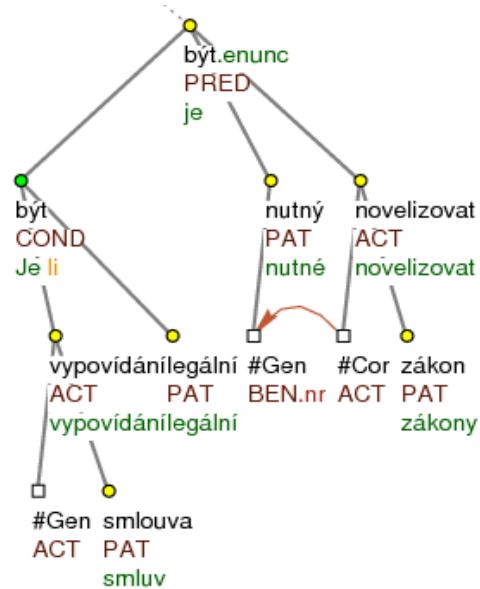 být.enunc
PRED
je
být nutný novelizovat
COND PAT ACT
Je li nutné novelizovat
vypovídání legální #Gen #Cor zákon
ACT PAT BEN.nr ACT PAT
vypovídání legální zákony
#Gen smlouva
ACT PAT
smluv